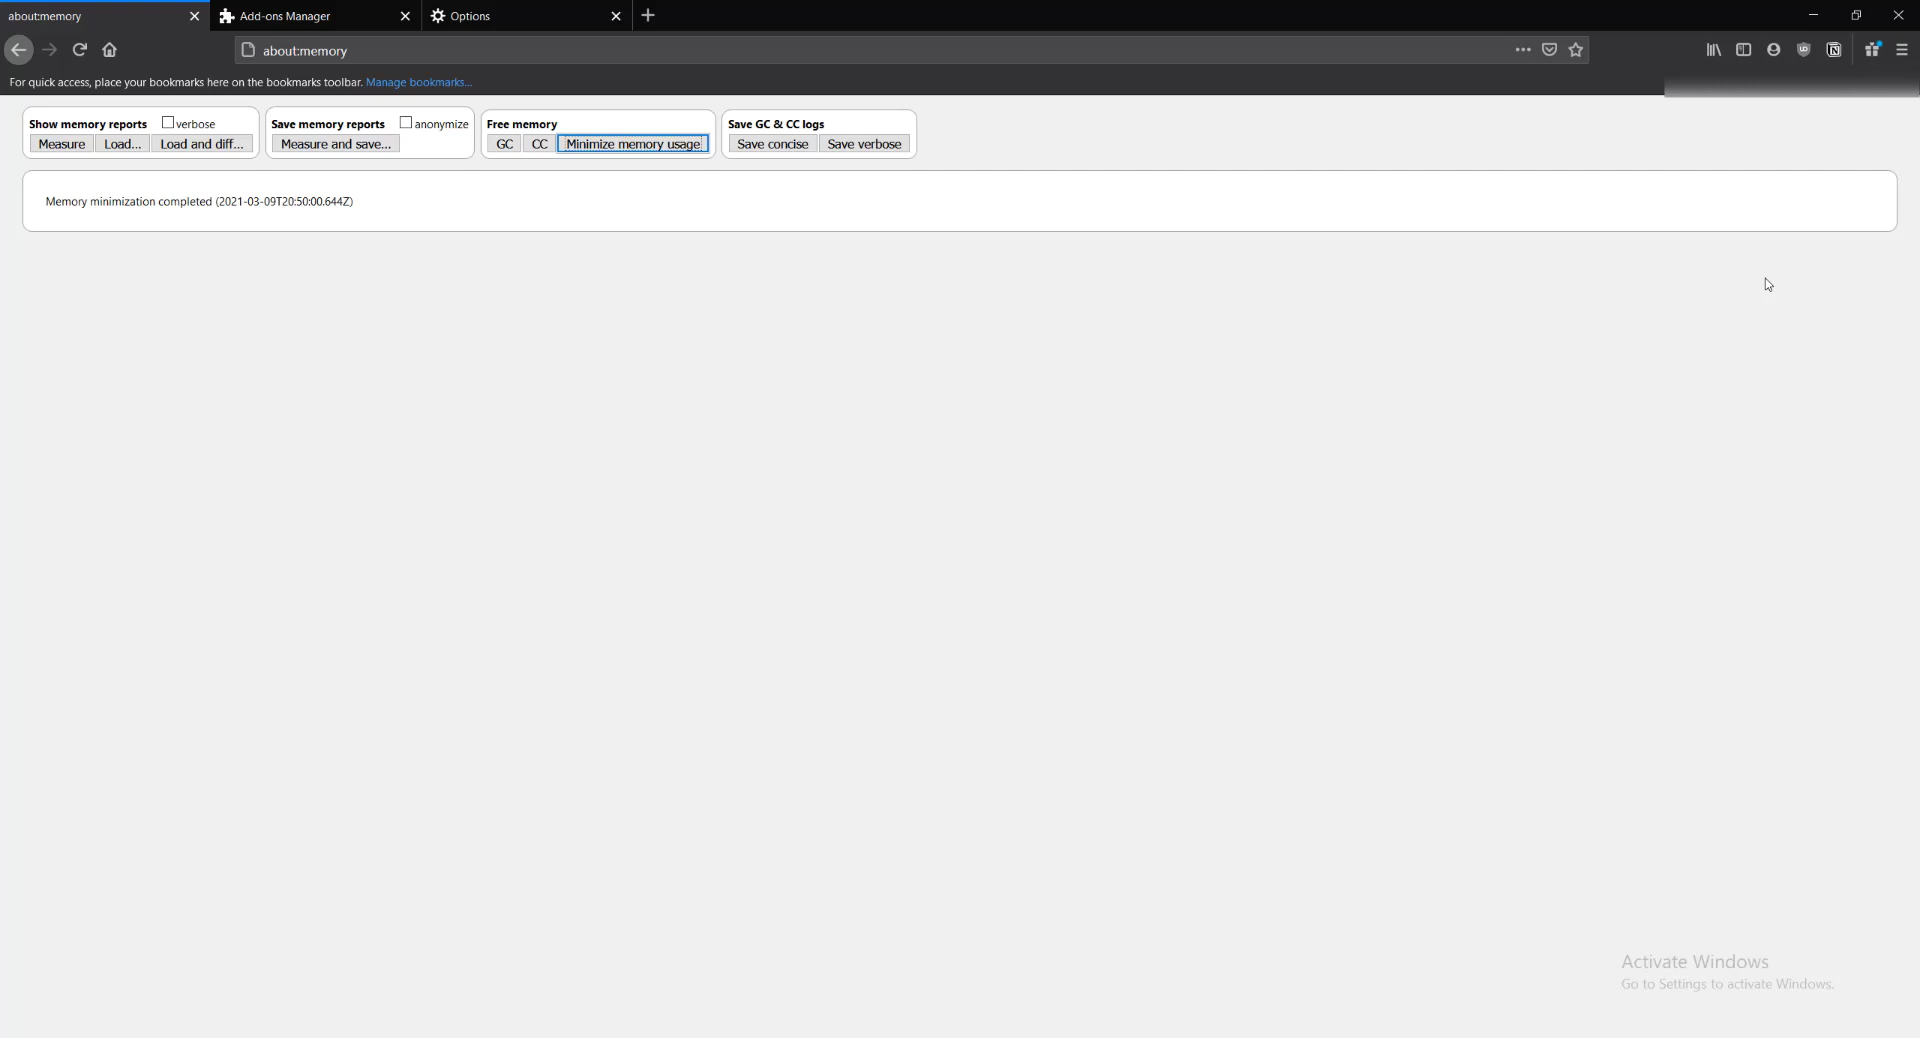 about:memory
Add-ons Manager
Options
about:memory
For quick access, place your bookmarks here on the bookmarks toolbar. Manage bookmarks...
Show memory reports verbose
Measure Load... Load and diff...
Save memory reports anonymize
Measure and save...
Free memory
GC CC Minimize memory usage
Save GC & CC logs
Save concise Save verbose
Memory minimization completed (2021-03-09T20:50:00.644Z)
Activate Windows
Go to Settings to activate Windows.